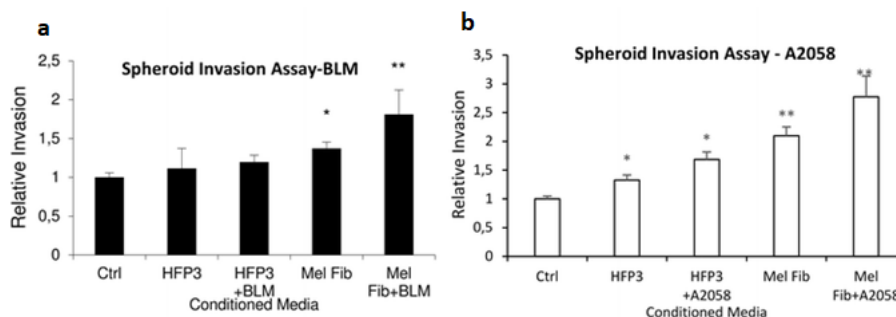 a
Spheroid Invasion Assay-BLM
Relative Invasion
2,5
2
1,5
1
0,5
0
*
**
Ctrl
HFP3
HFP3
+BLM
Mel Fib
Mel
Fib+BLM
Conditioned Media
b
Spheroid Invasion Assay - A2058
Relative Invasion
3,5
3
2,5
2
1,5
1
0,5
0
*
*
**
**
Ctrl
HFP3
HFP3
+A2058
Mel Fib
Mel
Fib+A2058
Conditioned Media